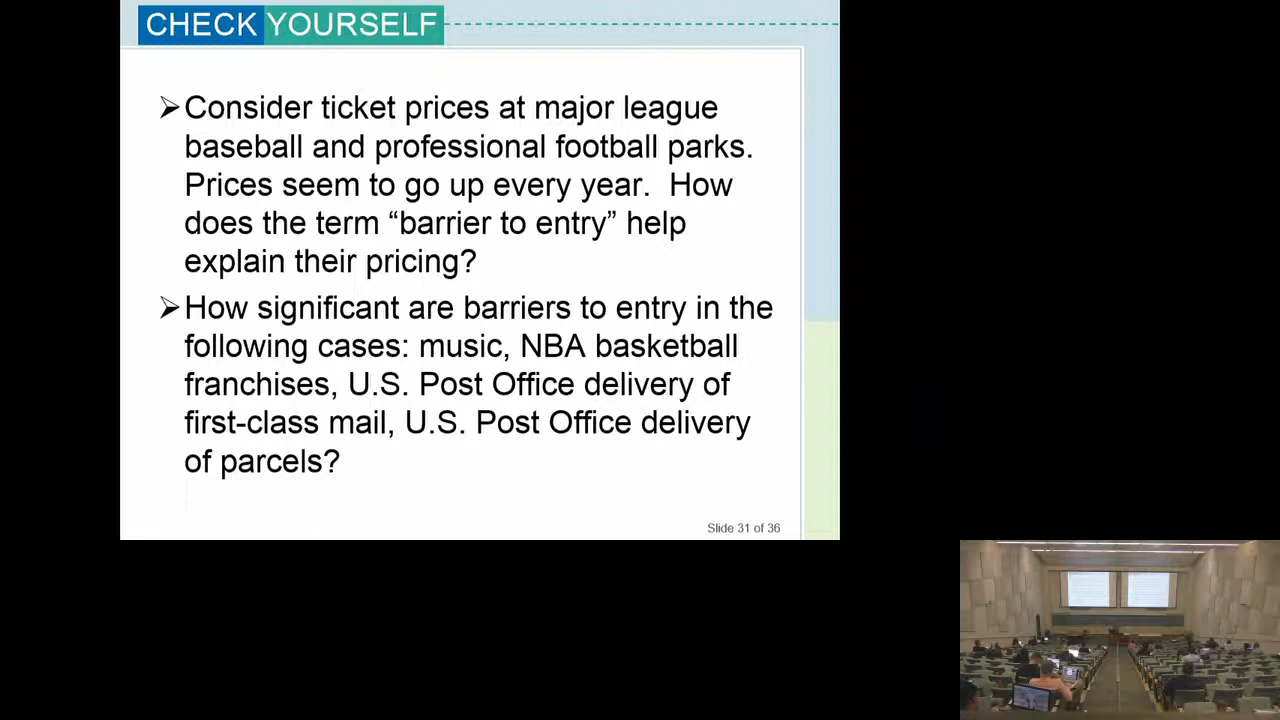 CHECK YOURSELF
➢Consider ticket prices at major league
baseball and professional football parks.
Prices seem to go up every year.  How
does the term “barrier to entry” help
explain their pricing?
➢How significant are barriers to entry in the
following cases: music, NBA basketball
franchises, U.S. Post Office delivery of
first-class mail, U.S. Post Office delivery
of parcels?
Slide 31 of 36